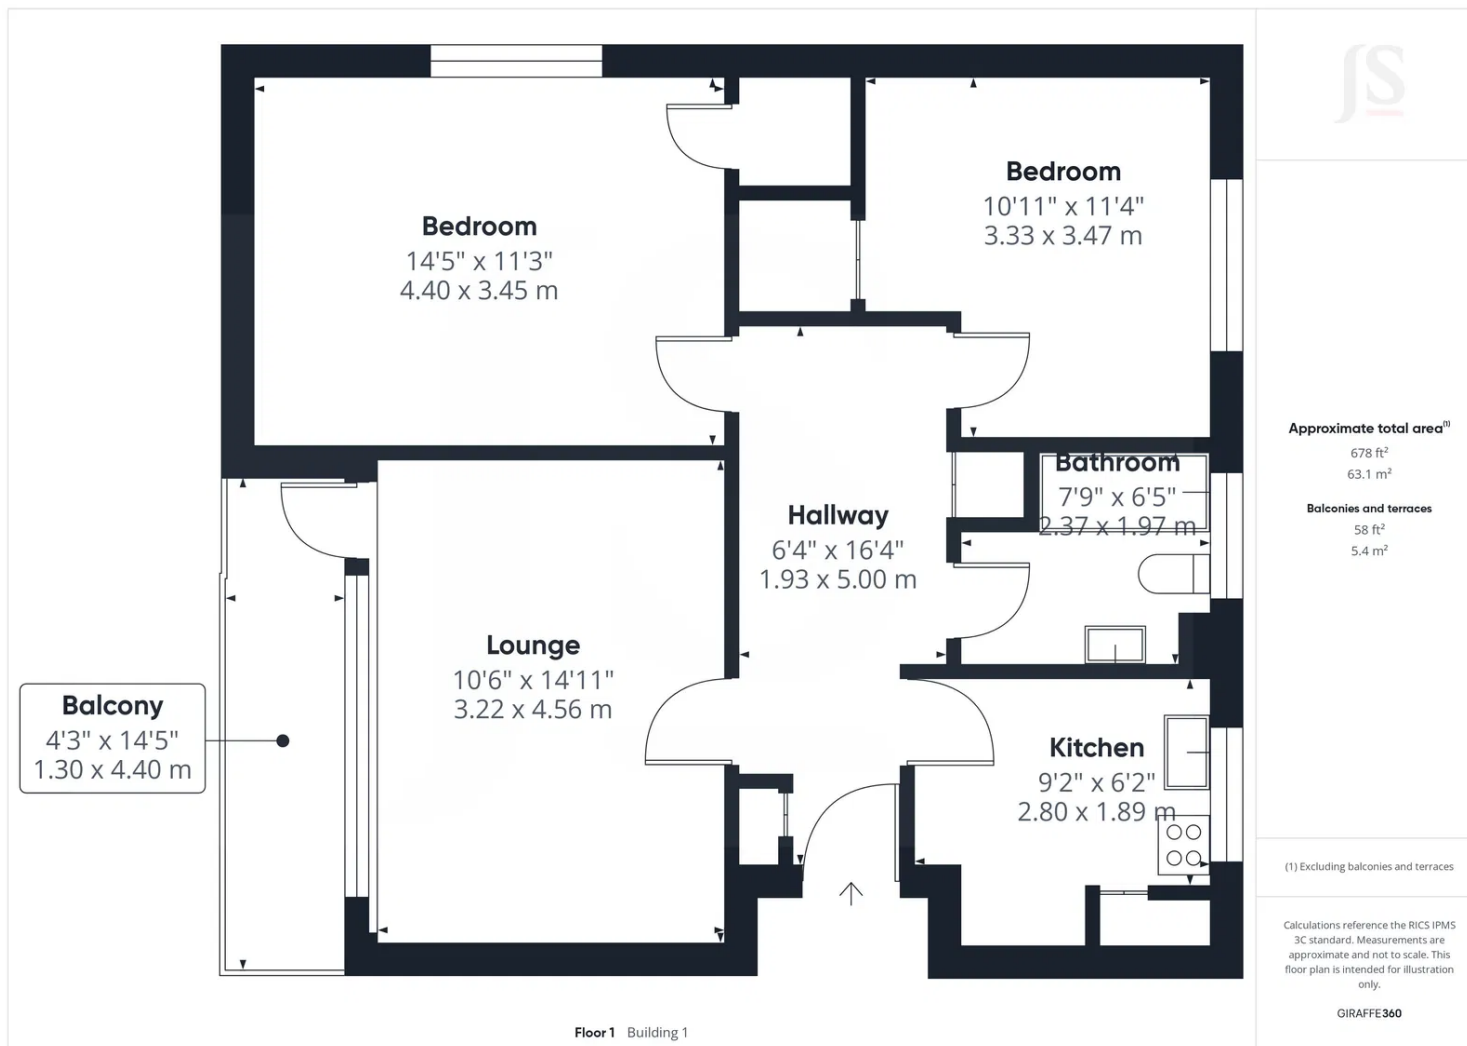 JS
Bedroom
14'5" x 11'3"
4.40 x 3.45 m
Bedroom
10'11" x 11'4"
3.33 x 3.47 m
Bathroom
7'9" x 6'5"
2.37 x 1.97 m
Hallway
6'4" x 16'4"
1.93 x 5.00 m
Lounge
10'6" x 14'11"
3.22 x 4.56 m
Balcony
4'3" x 14'5"
1.30 x 4.40 m
Kitchen
9'2" x 6'2"
2.80 x 1.89 m
Floor 1 Building 1
Approximate total area(1)
678 ft²
63.1 m²
Balconies and terraces
58 ft²
5.4 m²
(1) Excluding balconies and terraces
Calculations reference the RICS IPMS
3C standard. Measurements are
approximate and not to scale. This
floor plan is intended for illustration
only.
GIRAFFE360